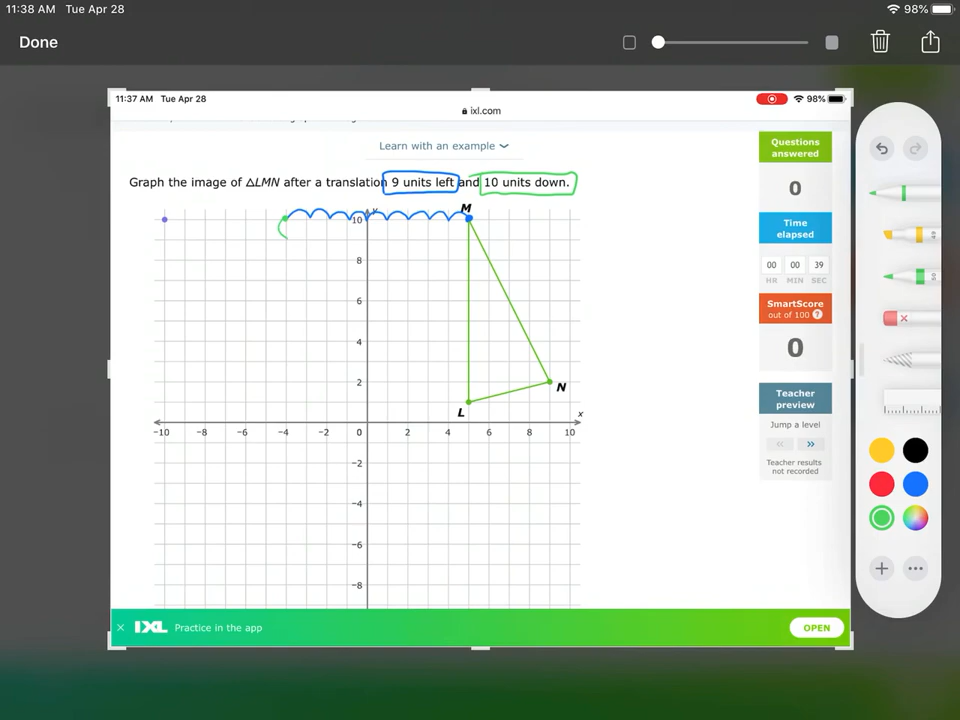 11:38 AM Tue Apr 28
98%
Done
11:37 AM Tue Apr 28
98%
ixl.com
Learn with an example
Graph the image of △LMN after a translation 9 units left and 10 units down.
Questions answered
0
Time elapsed
00 00 39
HR MIN SEC
SmartScore
out of 100 ?
0
Teacher preview
Jump a level
<< >>
Teacher results not recorded
y
M
10
8
6
4
2
N
L
x
−10 −8 −6 −4 −2 0 2 4 6 8 10
−2
−4
−6
−8
× IXL Practice in the app
OPEN